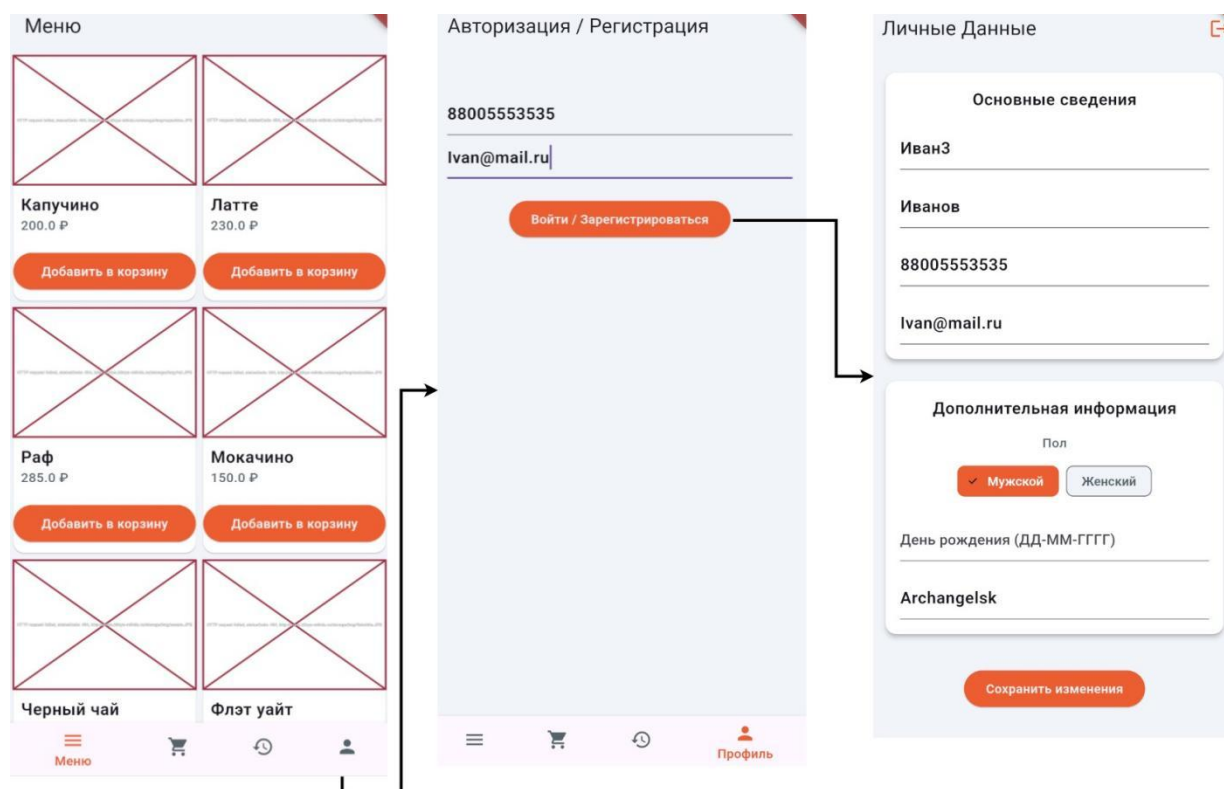 Меню
Капучино
200.0 ₽
Добавить в корзину
Латте
230.0 ₽
Добавить в корзину
Раф
285.0 ₽
Добавить в корзину
Мокачино
150.0 ₽
Добавить в корзину
Черный чай
Флэт уайт
Меню
Авторизация / Регистрация
88005553535
Ivan@mail.ru
Войти / Зарегистрироваться
Профиль
Личные Данные
Основные сведения
Иван3
Иванов
88005553535
Ivan@mail.ru
Дополнительная информация
Пол
Мужской
Женский
День рождения (ДД-ММ-ГГГГ)
Archangelsk
Сохранить изменения